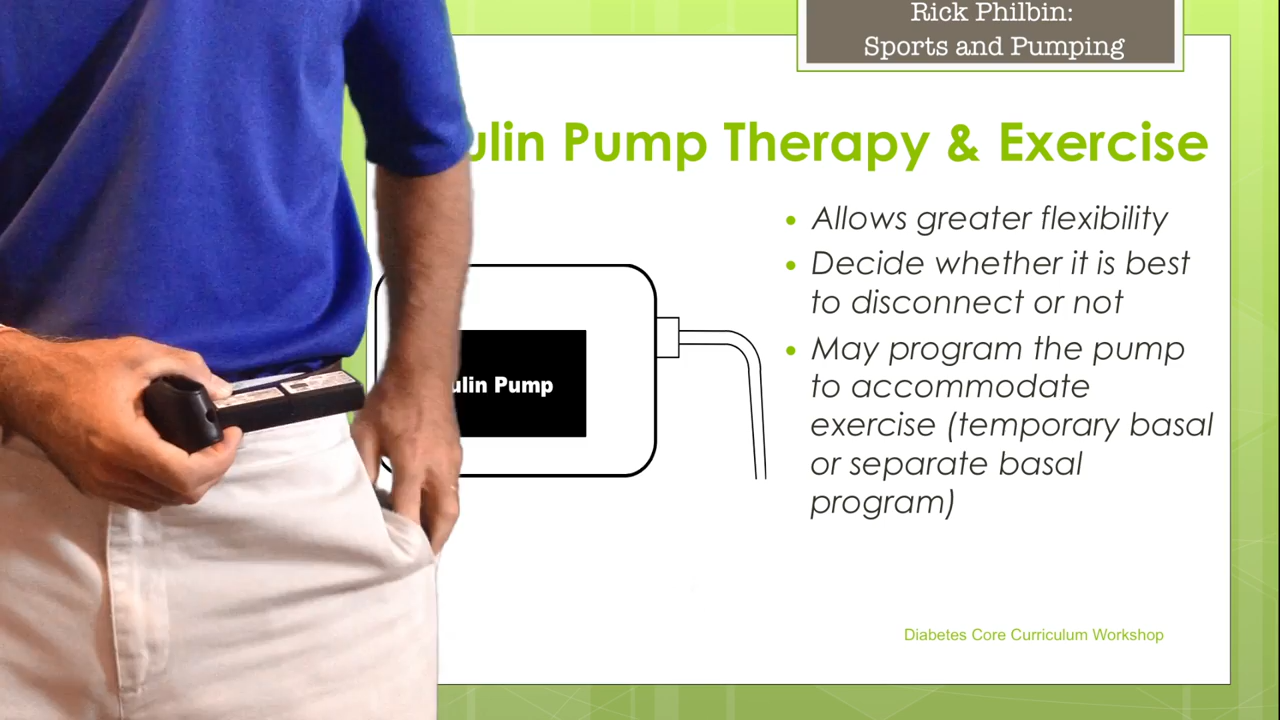 Rick Philbin:
Sports and Pumping
ulin Pump Therapy & Exercise
• Allows greater flexibility
• Decide whether it is best
to disconnect or not
• May program the pump
to accommodate
exercise (temporary basal
or separate basal
program)
ulin Pump
Diabetes Core Curriculum Workshop